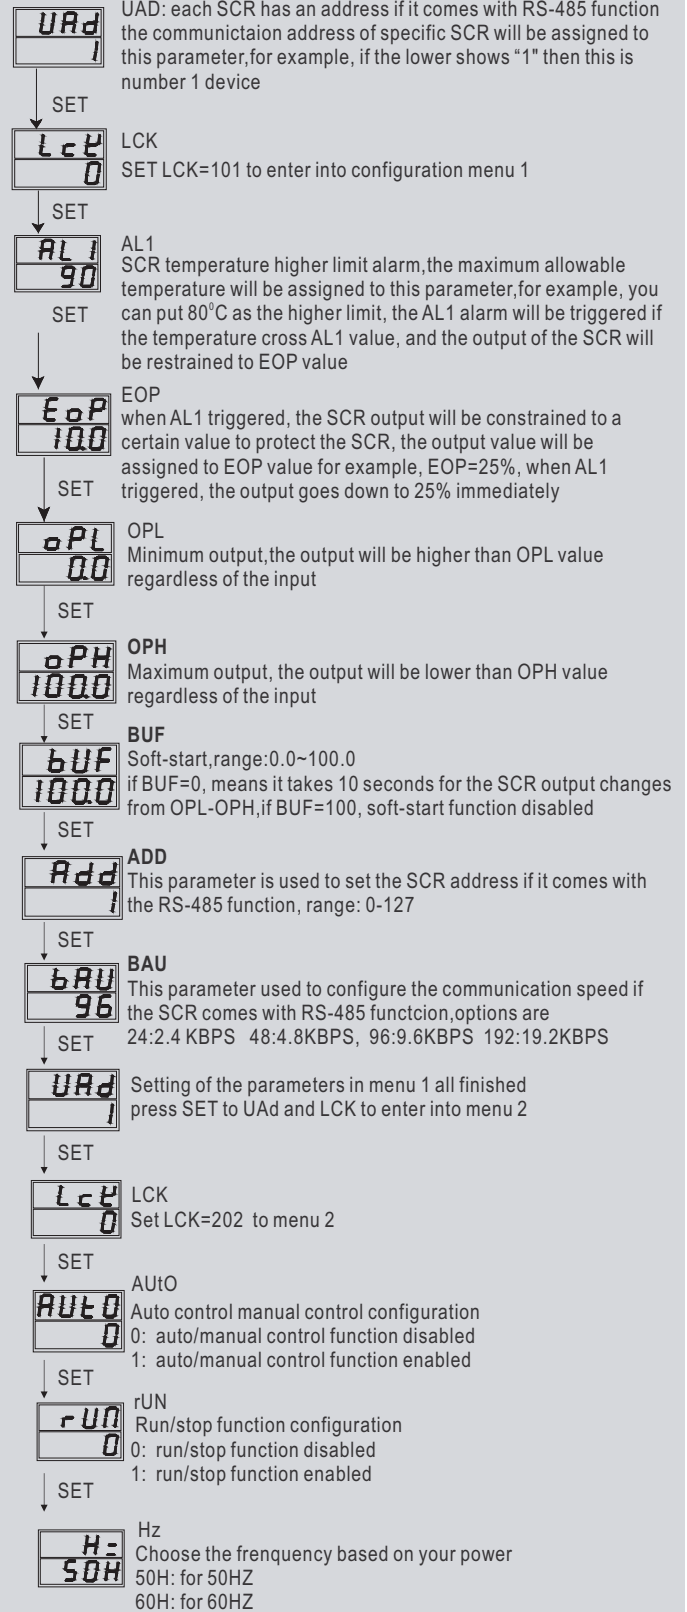 UAD: each SCR has an address if it comes with RS-485 function
UAd
the communictaion address of specific SCR will be assigned to
1
this parameter,for example, if the lower shows “1" then this is
number 1 device
SET
LcK
LCK
0
SET LCK=101 to enter into configuration menu 1
SET
AL1
AL1
90
SCR temperature higher limit alarm,the maximum allowable
temperature will be assigned to this parameter,for example, you
SET
can put 80⁰C as the higher limit, the AL1 alarm will be triggered if
the temperature cross AL1 value, and the output of the SCR will
be restrained to EOP value
EOP
EoP
10.0
when AL1 triggered, the SCR output will be constrained to a
certain value to protect the SCR, the output value will be
assigned to EOP value for example, EOP=25%, when AL1
SET
triggered, the output goes down to 25% immediately
oPL
0.0
OPL
Minimum output,the output will be higher than OPL value
regardless of the input
SET
oPH
100.0
OPH
Maximum output, the output will be lower than OPH value
regardless of the input
SET
BUF
bUF
100.0
Soft-start,range:0.0~100.0
if BUF=0, means it takes 10 seconds for the SCR output changes
from OPL-OPH,if BUF=100, soft-start function disabled
SET
ADD
Add
1
This parameter is used to set the SCR address if it comes with
the RS-485 function, range: 0-127
SET
BAU
bAU
96
This parameter used to configure the communication speed if
the SCR comes with RS-485 functcion,options are
24:2.4 KBPS 48:4.8KBPS, 96:9.6KBPS 192:19.2KBPS
SET
UAd
1
Setting of the parameters in menu 1 all finished
press SET to UAd and LCK to enter into menu 2
SET
LcK
0
LCK
Set LCK=202 to menu 2
SET
AUtO
AUtO
0
Auto control manual control configuration
0: auto/manual control function disabled
1: auto/manual control function enabled
SET
rUN
rUN
0
Run/stop function configuration
0: run/stop function disabled
1: run/stop function enabled
SET
Hz
H=
50H
Choose the frenquency based on your power
50H: for 50HZ
60H: for 60HZ